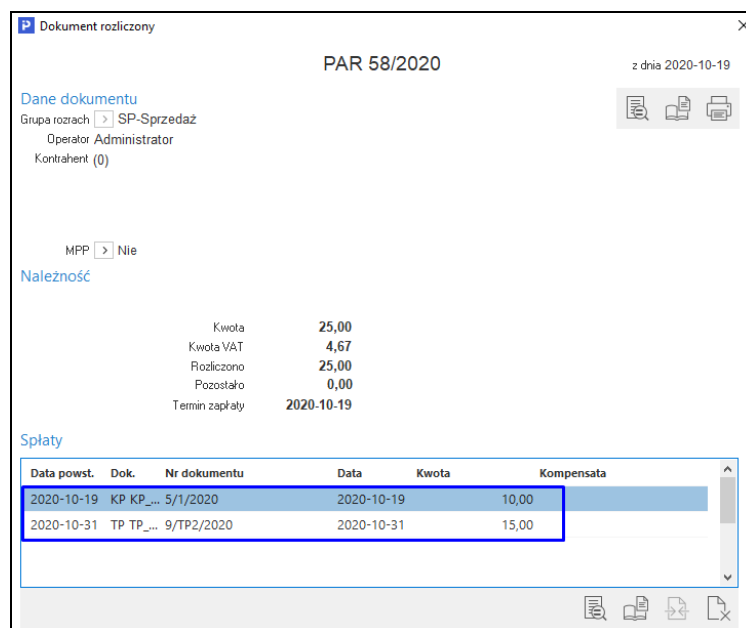 Dokument rozliczony
PAR 58/2020
z dnia 2020-10-19
Dane dokumentu
Grupa rozrach > SP-Sprzedaż
Operator Administrator
Kontrahent (0)
MPP > Nie
Należność
Kwota 25,00
Kwota VAT 4,67
Rozliczono 25,00
Pozostało 0,00
Termin zapłaty 2020-10-19
Spłaty
Data powst. Dok. Nr dokumentu Data Kwota Kompensata
2020-10-19 KP KP_... 5/1/2020 2020-10-19 10,00
2020-10-31 TP TP_... 9/TP2/2020 2020-10-31 15,00